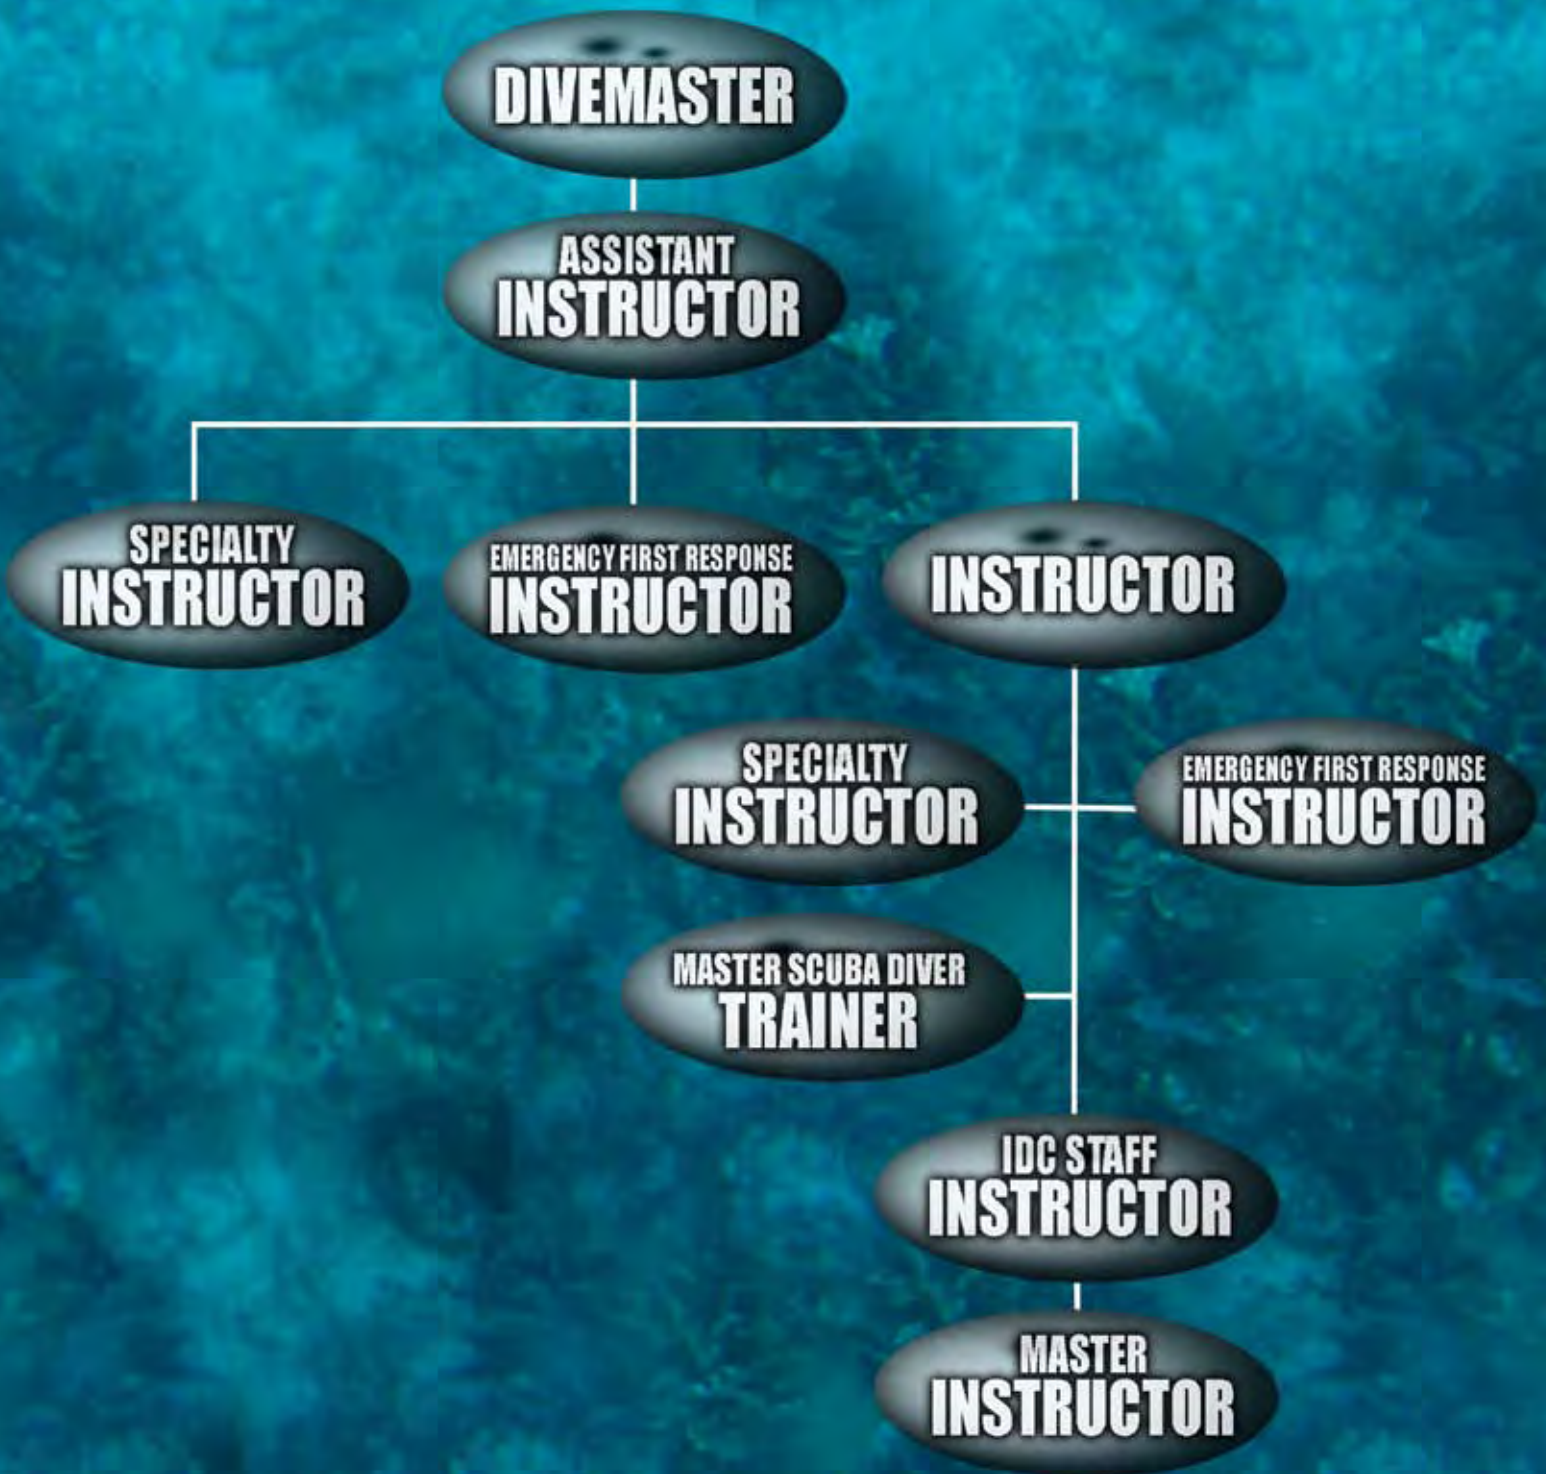 DIVEMASTER
ASSISTANT
INSTRUCTOR
SPECIALTY
INSTRUCTOR
EMERGENCY FIRST RESPONSE
INSTRUCTOR
INSTRUCTOR
SPECIALTY
INSTRUCTOR
EMERGENCY FIRST RESPONSE
INSTRUCTOR
MASTER SCUBA DIVER
TRAINER
IDC STAFF
INSTRUCTOR
MASTER
INSTRUCTOR